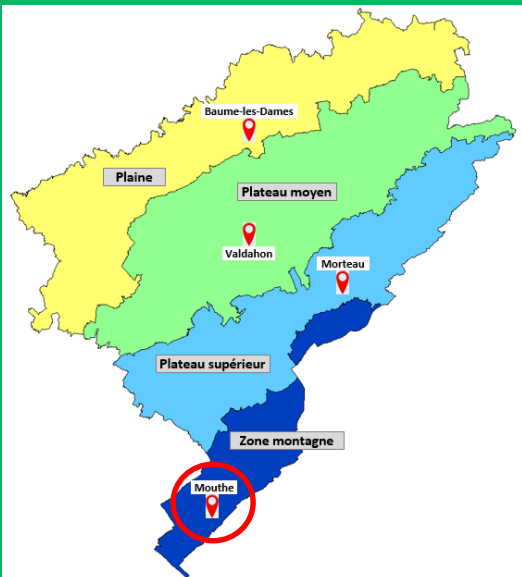 Baume-les-Dames
Plaine
Plateau moyen
Valdahon
Morteau
Plateau supérieur
Zone montagne
Mouthe